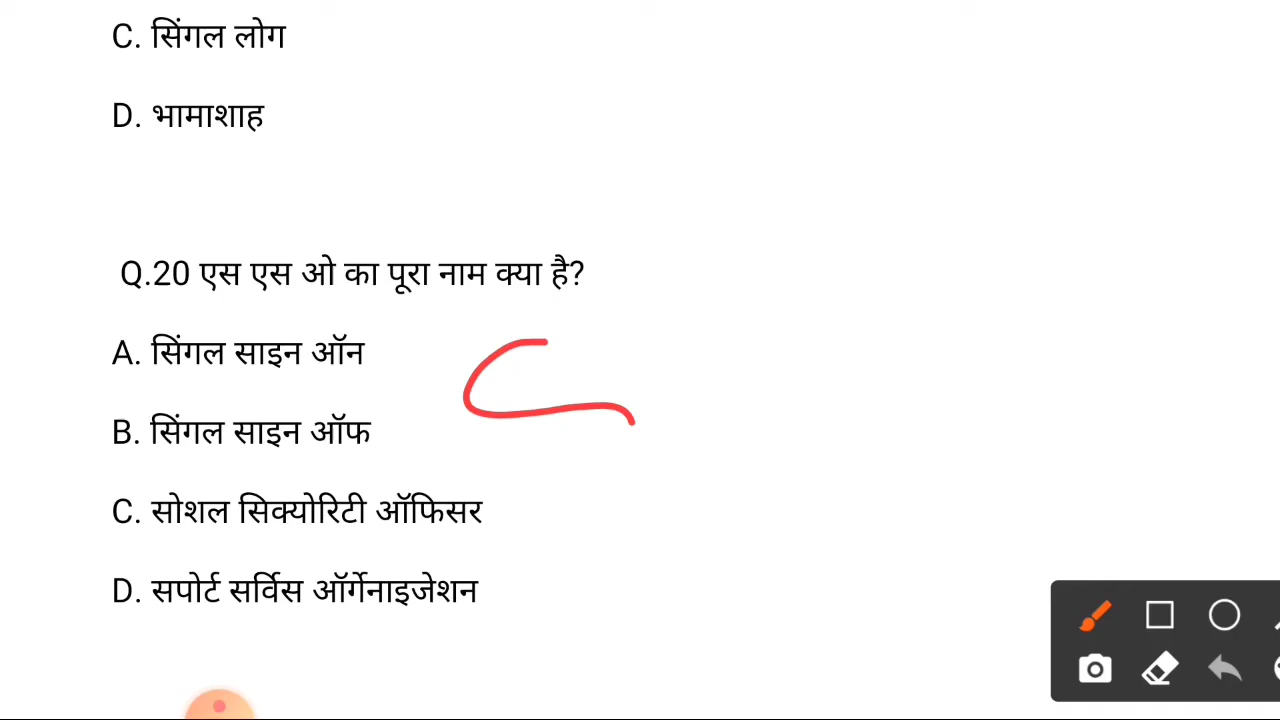 C. सिंगल लोग
D. भामाशाह
Q.20 एस एस ओ का पूरा नाम क्या है?
A. सिंगल साइन ऑन
B. सिंगल साइन ऑफ
C. सोशल सिक्योरिटी ऑफिसर
D. सपोर्ट सर्विस ऑर्गेनाइजेशन